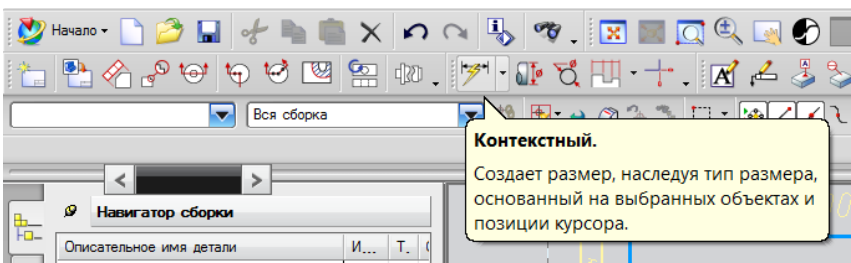 Начало
Вся сборка
Контекстный.
Создает размер, наследуя тип размера,
основанный на выбранных объектах и
позиции курсора.
Навигатор сборки
Описательное имя детали И... Т.